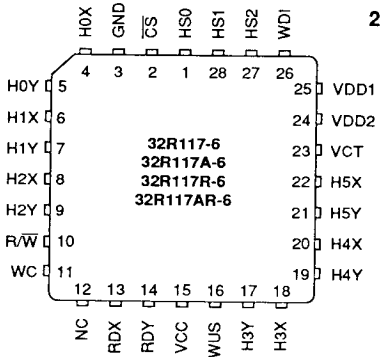 2
H0X GND C̅S̅ HS0 HS1 HS2 WDI
4 3 2 1 28 27 26
H0Y 5
H1X 6
H1Y 7
H2X 8
H2Y 9
R/W̅ 10
WC 11
32R117-6
32R117A-6
32R117R-6
32R117AR-6
25 VDD1
24 VDD2
23 VCT
22 H5X
21 H5Y
20 H4X
19 H4Y
12 13 14 15 16 17 18
NC RDX RDY VCC WUS H3Y H3X